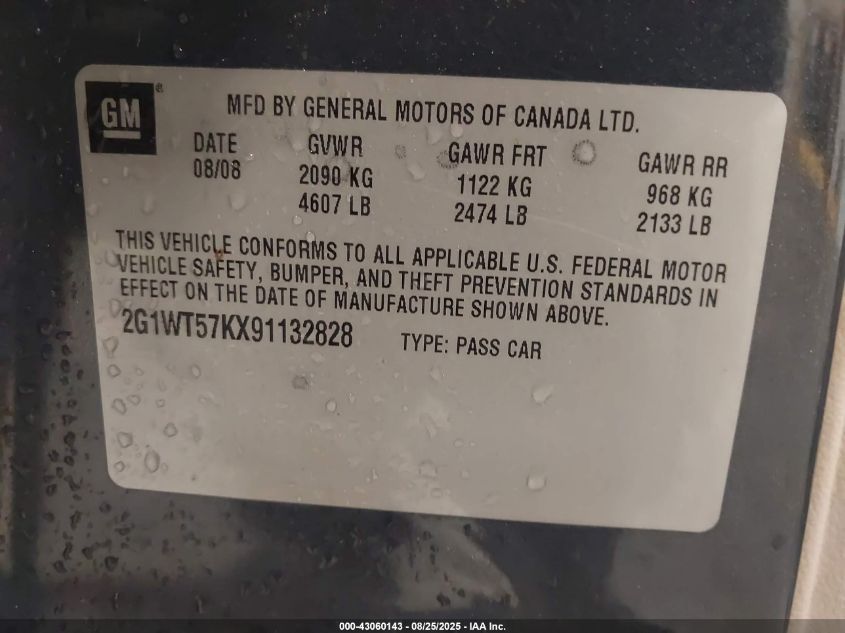 GM ®
MFD BY GENERAL MOTORS OF CANADA LTD.
DATE GVWR GAWR FRT GAWR RR
08/08 2090 KG 1122 KG 968 KG
4607 LB 2474 LB 2133 LB
THIS VEHICLE CONFORMS TO ALL APPLICABLE U.S. FEDERAL MOTOR
VEHICLE SAFETY, BUMPER, AND THEFT PREVENTION STANDARDS IN
EFFECT ON THE DATE OF MANUFACTURE SHOWN ABOVE.
2G1WT57KX91132828 TYPE: PASS CAR
000-43060143 - 08/25/2025 - IAA Inc.